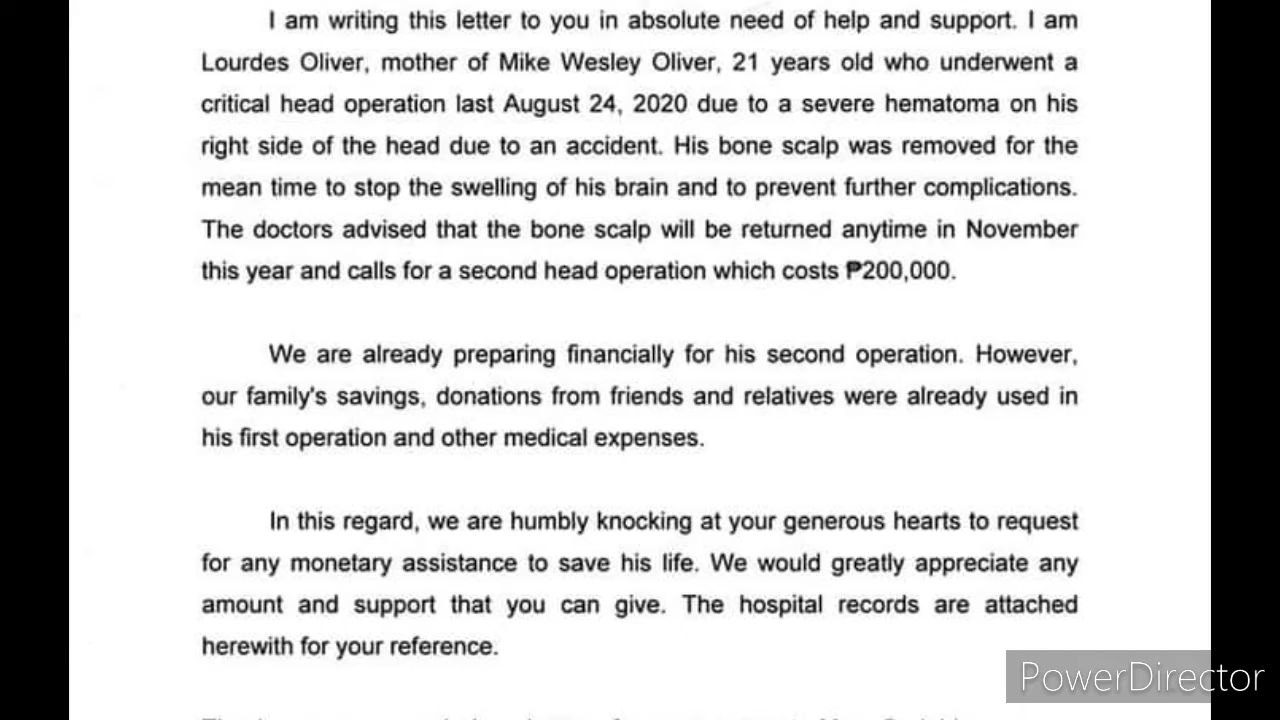 I am writing this letter to you in absolute need of help and support. I am
Lourdes Oliver, mother of Mike Wesley Oliver, 21 years old who underwent a
critical head operation last August 24, 2020 due to a severe hematoma on his
right side of the head due to an accident. His bone scalp was removed for the
mean time to stop the swelling of his brain and to prevent further complications.
The doctors advised that the bone scalp will be returned anytime in November
this year and calls for a second head operation which costs ₱200,000.
We are already preparing financially for his second operation. However,
our family's savings, donations from friends and relatives were already used in
his first operation and other medical expenses.
In this regard, we are humbly knocking at your generous hearts to request
for any monetary assistance to save his life. We would greatly appreciate any
amount and support that you can give. The hospital records are attached
herewith for your reference.
PowerDirector